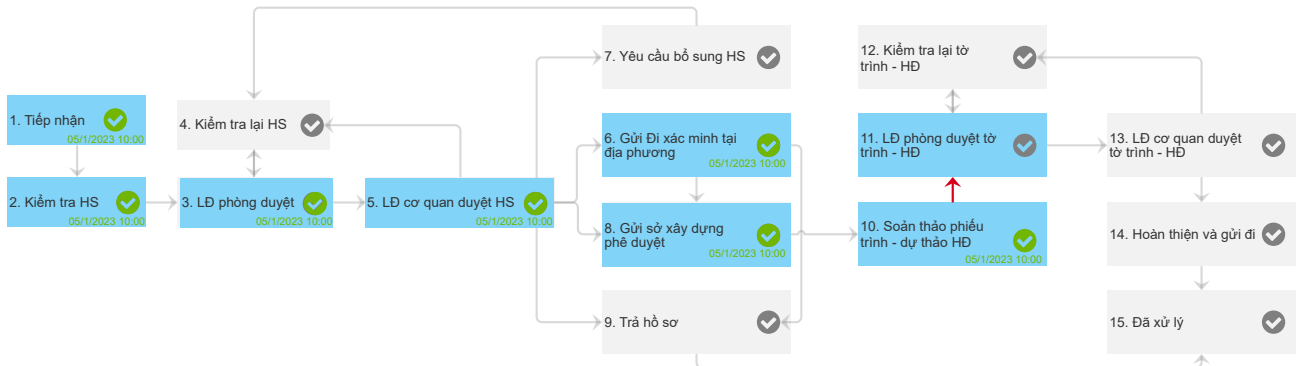 1. Tiếp nhận
05/1/2023 10:00
2. Kiểm tra HS
05/1/2023 10:00
4. Kiểm tra lại HS
3. LĐ phòng duyệt
05/1/2023 10:00
5. LĐ cơ quan duyệt HS
05/1/2023 10:00
7. Yêu cầu bổ sung HS
6. Gửi Đi xác minh tại
địa phương
05/1/2023 10:00
8. Gửi sở xây dựng
phê duyệt
05/1/2023 10:00
9. Trả hồ sơ
12. Kiểm tra lại tờ
trình - HĐ
11. LĐ phòng duyệt tờ
trình - HĐ
10. Soản thảo phiếu
trình - dự thảo HĐ
05/1/2023 10:00
13. LĐ cơ quan duyệt
tờ trình - HĐ
14. Hoàn thiện và gửi đi
15. Đã xử lý